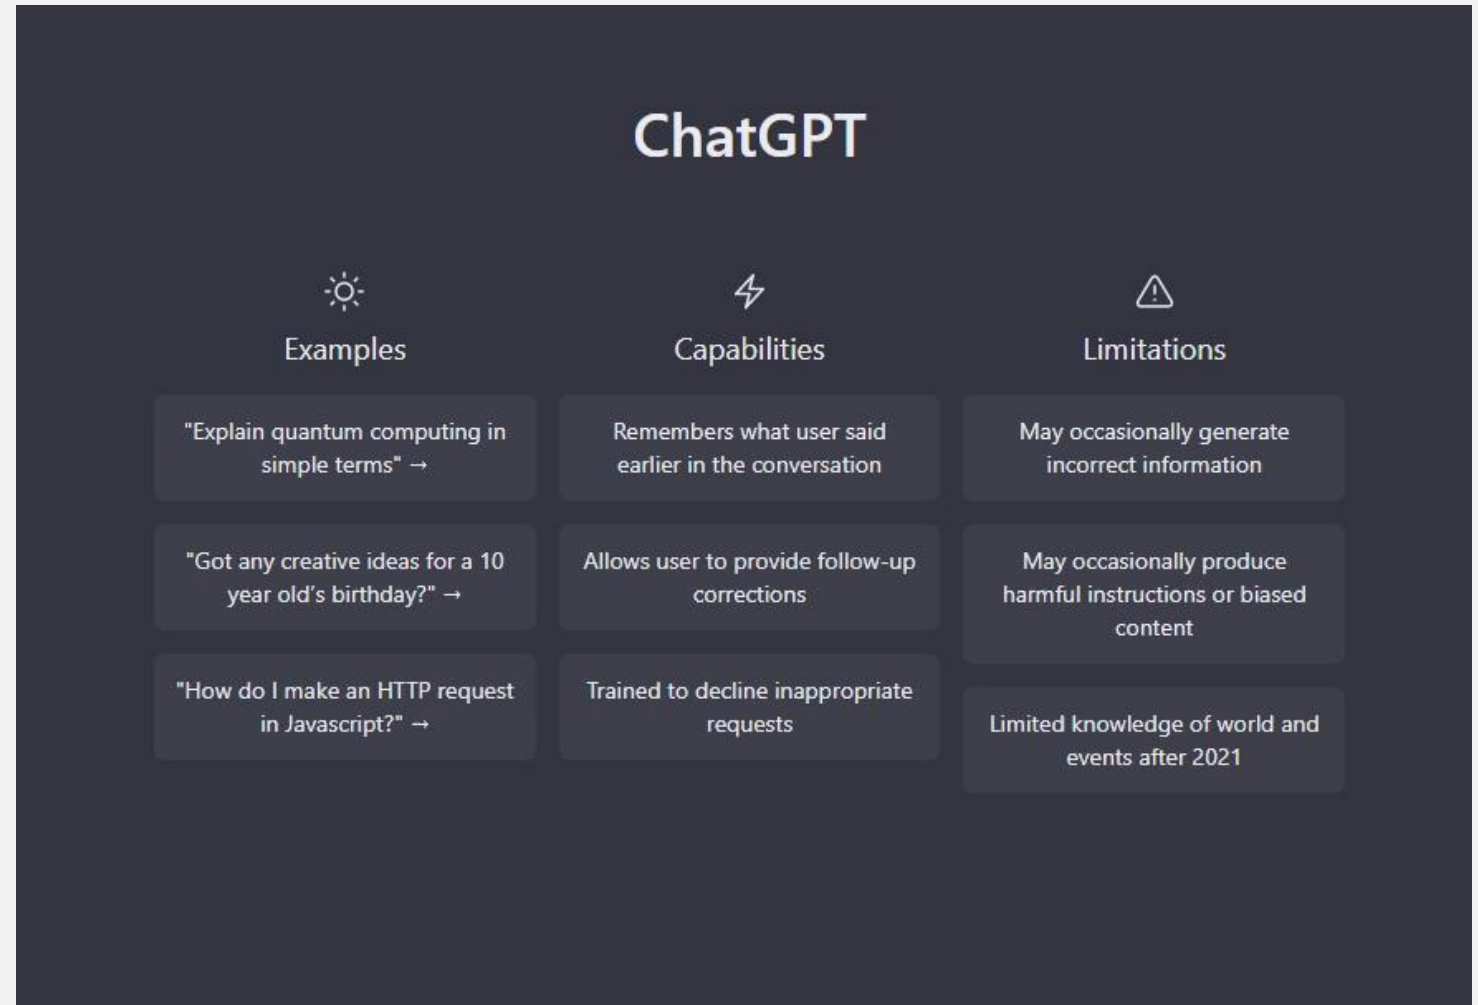 ChatGPT
Examples
"Explain quantum computing in
simple terms" →
"Got any creative ideas for a 10
year old's birthday?" →
"How do I make an HTTP request
in Javascript?" →
Capabilities
Remembers what user said
earlier in the conversation
Allows user to provide follow-up
corrections
Trained to decline inappropriate
requests
Limitations
May occasionally generate
incorrect information
May occasionally produce
harmful instructions or biased
content
Limited knowledge of world and
events after 2021